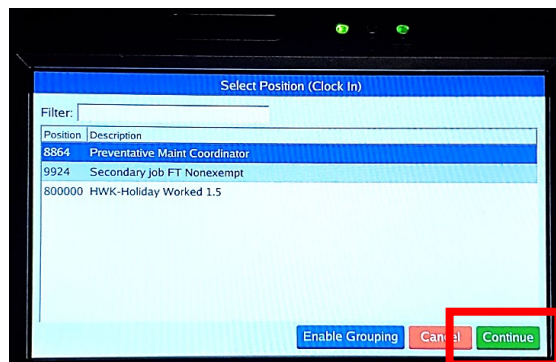 Select Position (Clock In)
Filter:
Position Description
8864 Preventative Maint Coordinator
9924 Secondary job FT Nonexempt
800000 HWK-Holiday Worked 1.5
Enable Grouping Cancel Continue